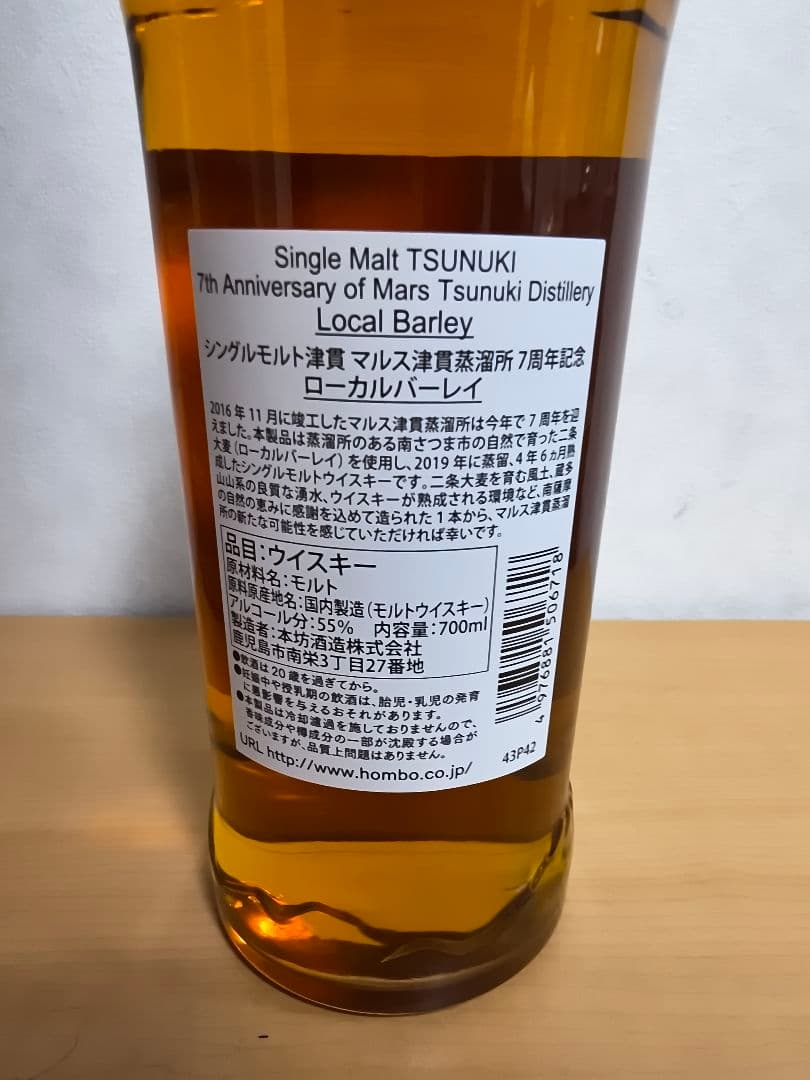 Single Malt TSUNUKI
7th Anniversary of Mars Tsunuki Distillery
Local Barley
シングルモルト津貫 マルス津貫蒸溜所 7周年記念
ローカルバーレイ
2016年11月に竣工したマルス津貫蒸溜所は今年で7周年を迎
えました。本製品は蒸溜所のある南さつま市の自然で育った二条
大麦(ローカルバーレイ)を使用し、2019年に蒸留、4年6ヵ月熟
成したシングルモルトウイスキーです。二条大麦を育む風土、蔵多
山山系の良質な湧水、ウイスキーが熟成される環境など、南薩摩
の自然の恵みに感謝を込めて造られた1本から、マルス津貫蒸溜
所の新たな可能性を感じていただければ幸いです。
品目:ウイスキー
原材料名:モルト
原料原産地名:国内製造(モルトウイスキー)
アルコール分:55% 内容量:700ml
製造者:本坊酒造株式会社
鹿児島市南栄3丁目27番地
●飲酒は20歳を過ぎてから。
●妊娠中や授乳期の飲酒は、胎児・乳児の発育
に悪影響を与えるおそれがあります。
●本製品は冷却濾過を施しておりませんので、
香味成分や樽成分の一部が沈殿する場合が
ございますが、品質上問題はありません。
URL http://www.hombo.co.jp/
4 976881 506718
43P42